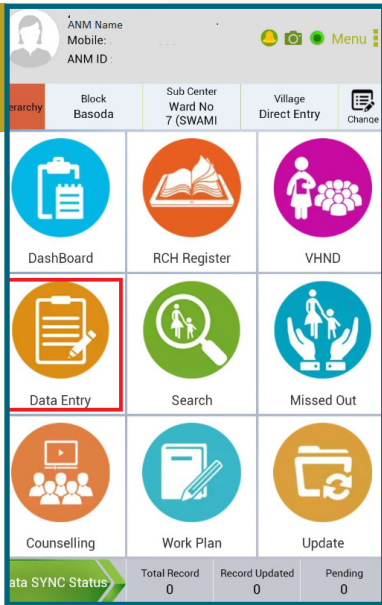 ANM Name
Mobile:
ANM ID :
Menu
erarchy
Block
Basoda
Sub Center
Ward No
7 (SWAMI
Village
Direct Entry
Change
DashBoard
RCH Register
VHND
Data Entry
Search
Missed Out
Counselling
Work Plan
Update
ata SYNC Status
Total Record
0
Record Updated
0
Pending
0